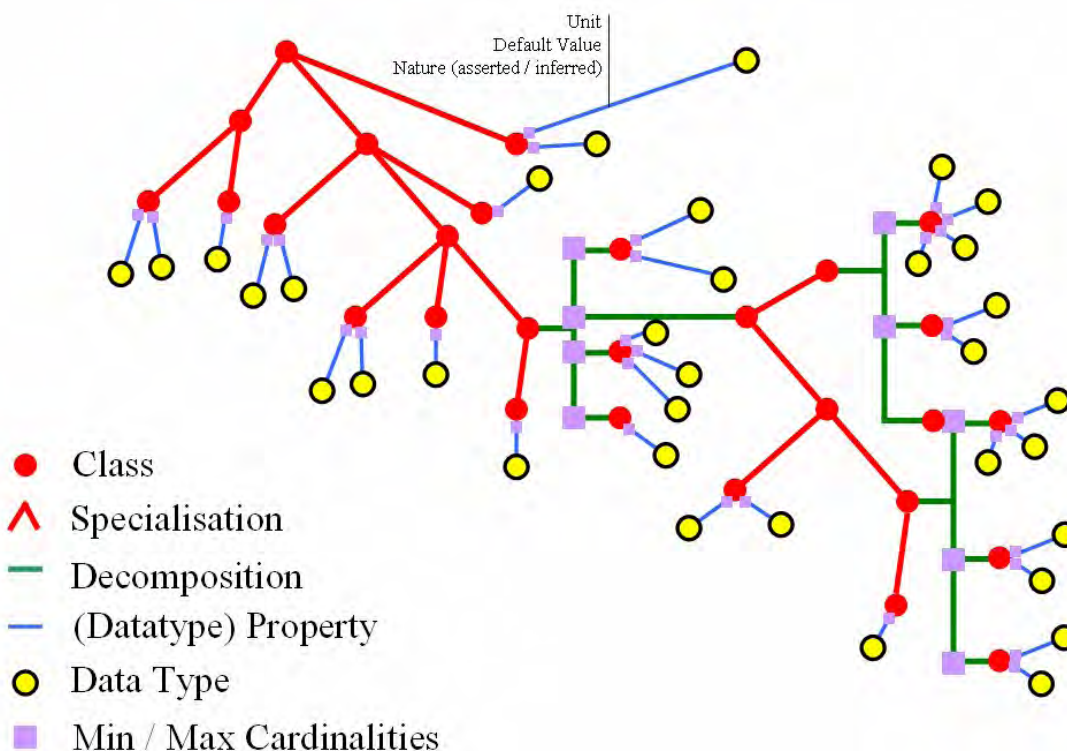 Unit
Default Value
Nature (asserted / inferred)
Class
Specialisation
Decomposition
(Datatype) Property
Data Type
Min / Max Cardinalities